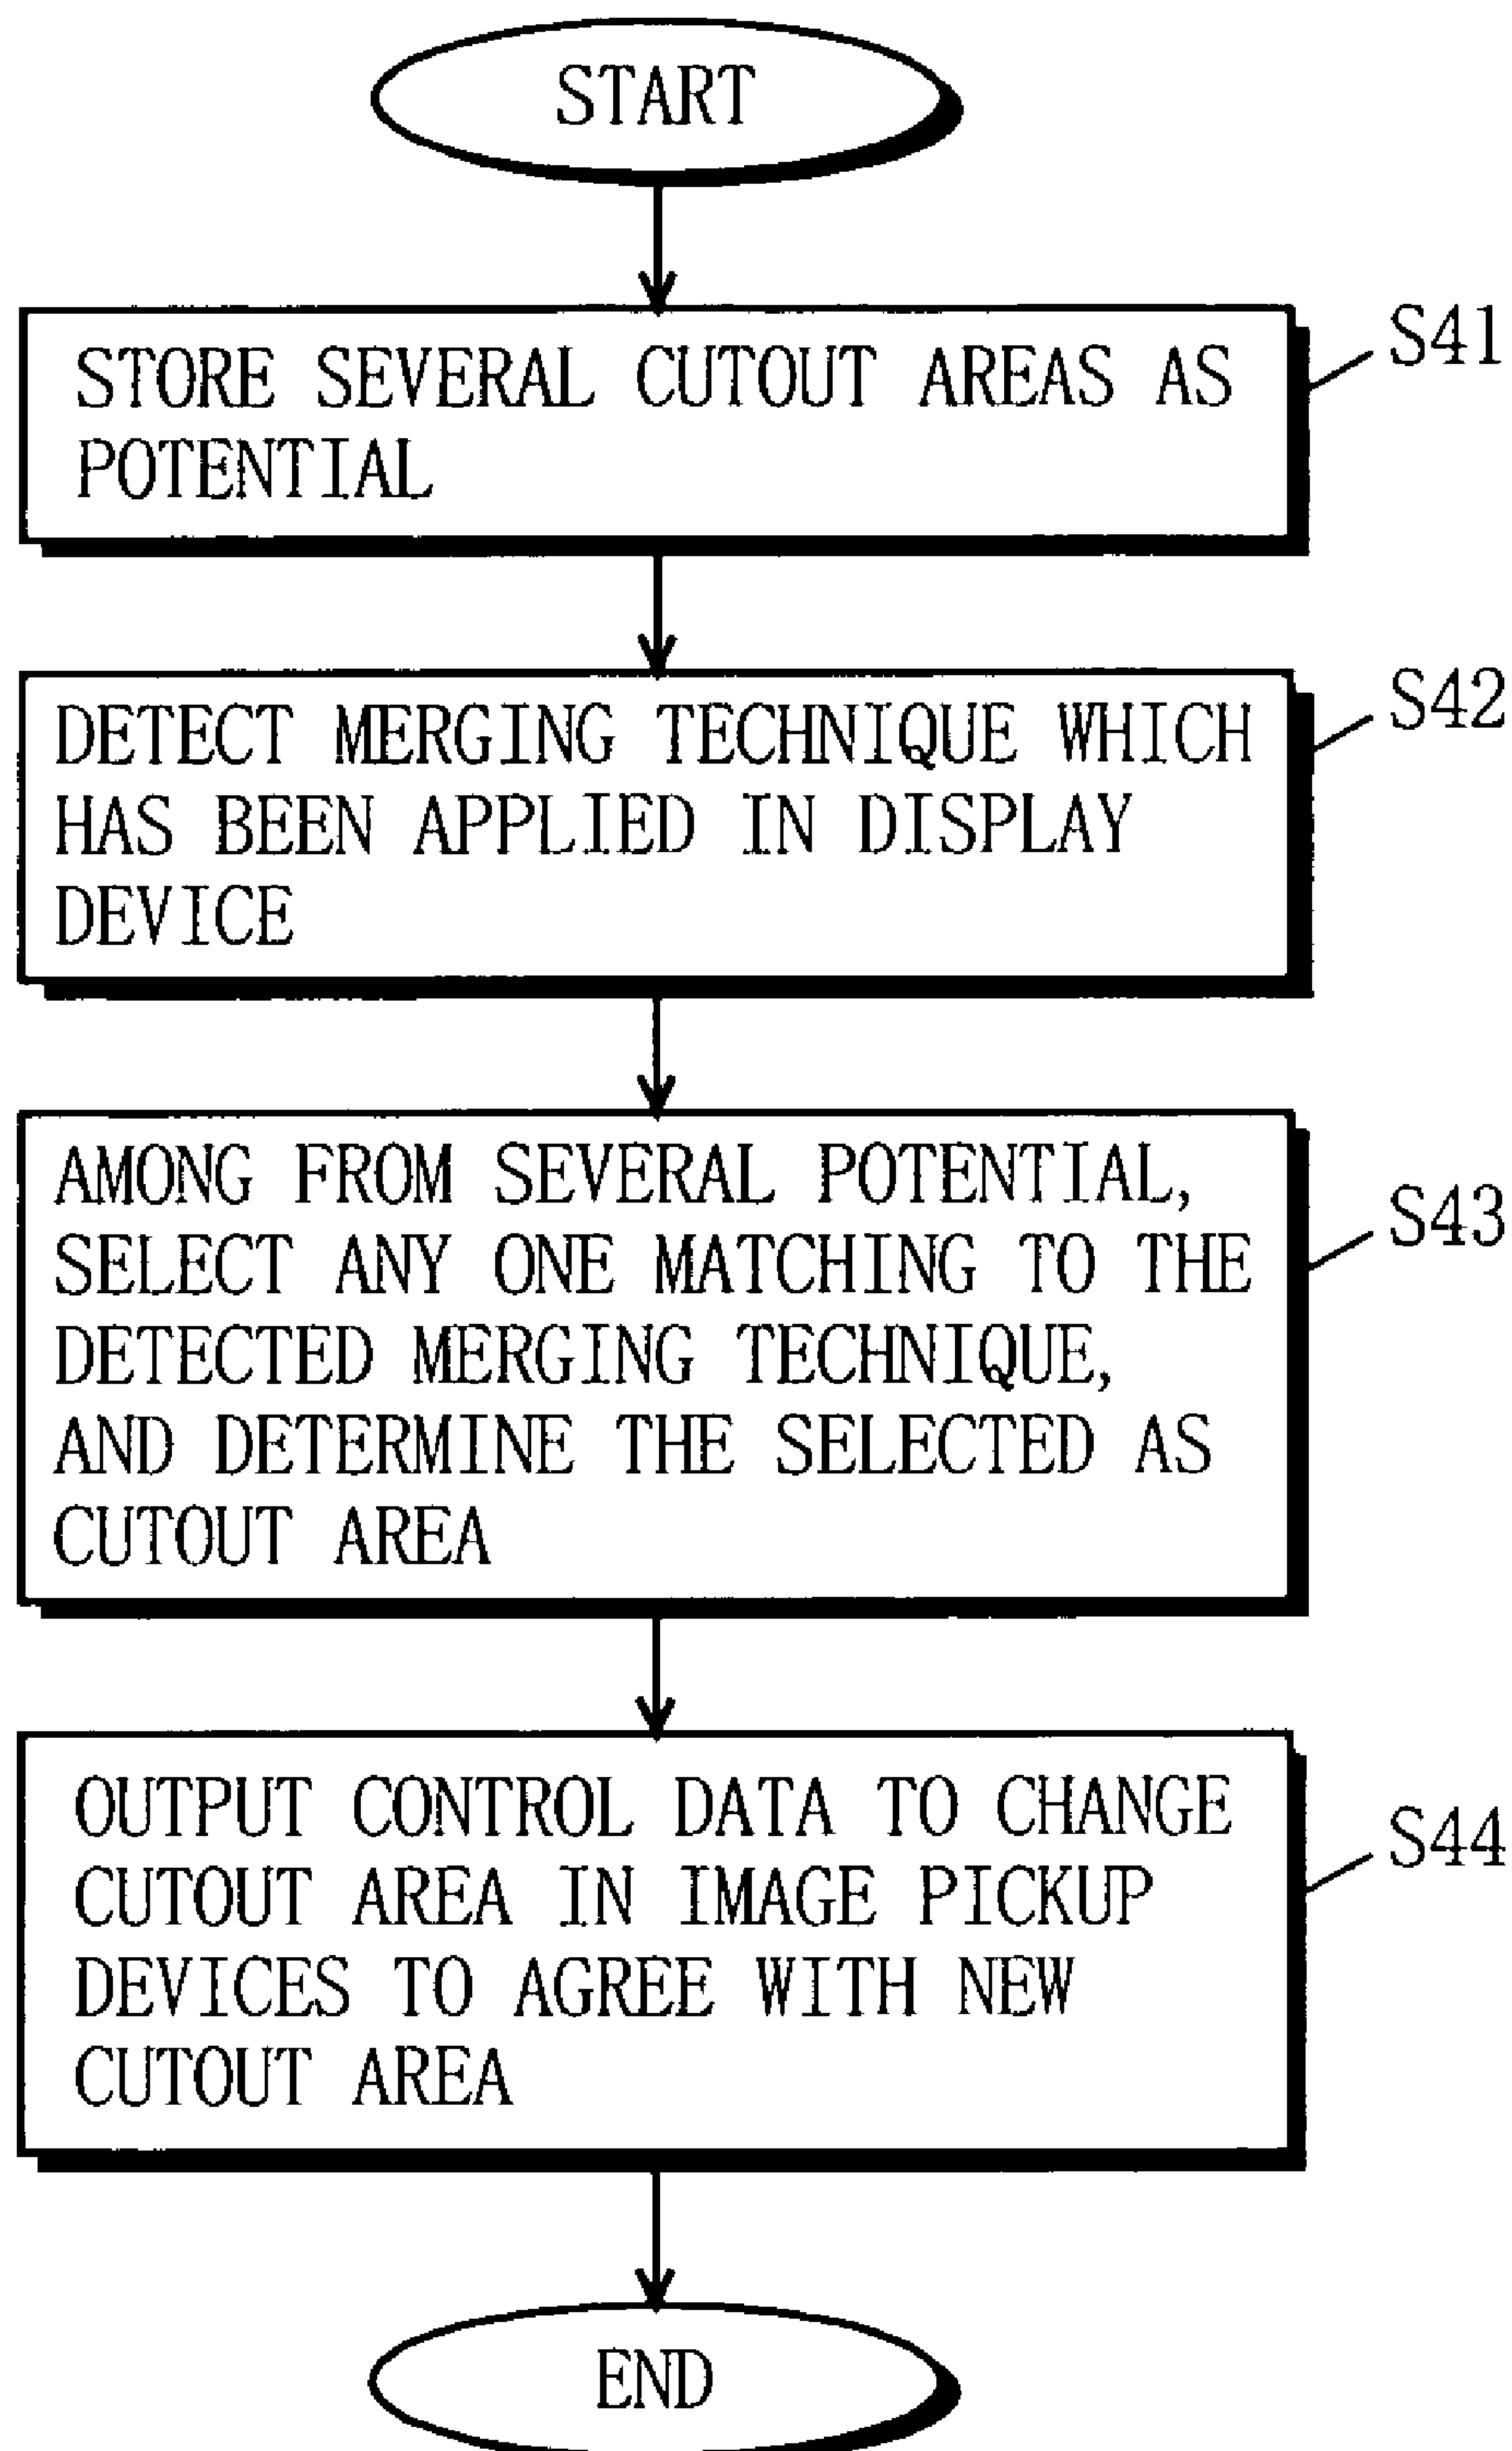 START
STORE SEVERAL CUTOUT AREAS AS
POTENTIAL
S41
DETECT MERGING TECHNIQUE WHICH
HAS BEEN APPLIED IN DISPLAY
DEVICE
S42
AMONG FROM SEVERAL POTENTIAL,
SELECT ANY ONE MATCHING TO THE
DETECTED MERGING TECHNIQUE,
AND DETERMINE THE SELECTED AS
CUTOUT AREA
S43
OUTPUT CONTROL DATA TO CHANGE
CUTOUT AREA IN IMAGE PICKUP
DEVICES TO AGREE WITH NEW
CUTOUT AREA
S44
END